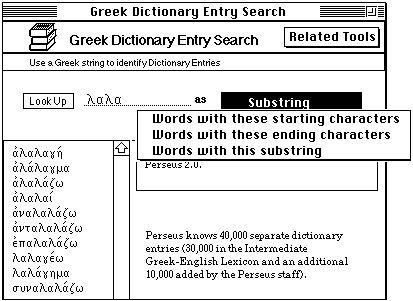 Greek Dictionary Entry Search
Greek Dictionary Entry Search
Related Tools
Use a Greek string to identify Dictionary Entries
Look Up
λαλα
as
Substring
Words with these starting characters
Words with these ending characters
Words with this substring
ἀλαλαγή
ἀλάλαγμα
ἀλαλάζω
ἀλαλαί
ἀναλαλάζω
ἀνταλαλάζω
ἐπαλαλάζω
λαλαγέω
λαλάγημα
συναλαλάζω
Perseus 2.0.
Perseus knows 40,000 separate dictionary
entries (30,000 in the Intermediate
Greek-English Lexicon and an additional
10,000 added by the Perseus staff).